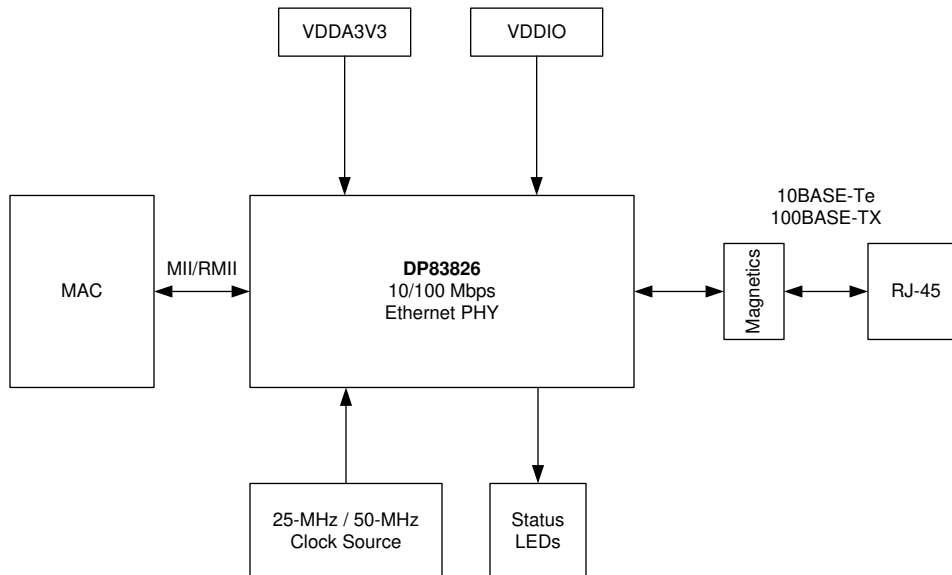 VDDA3V3
VDDIO
10BASE-Te
100BASE-TX
MAC
MII/RMII
DP83826
10/100 Mbps
Ethernet PHY
Magnetics
RJ-45
25-MHz / 50-MHz
Clock Source
Status
LEDs